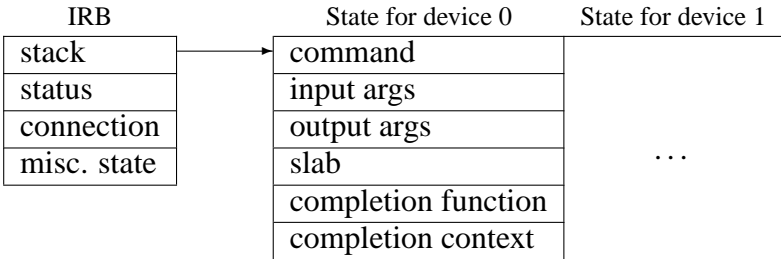 IRB
State for device 0
State for device 1
stack
command
status
input args
connection
output args
misc. state
slab
...
completion function
completion context